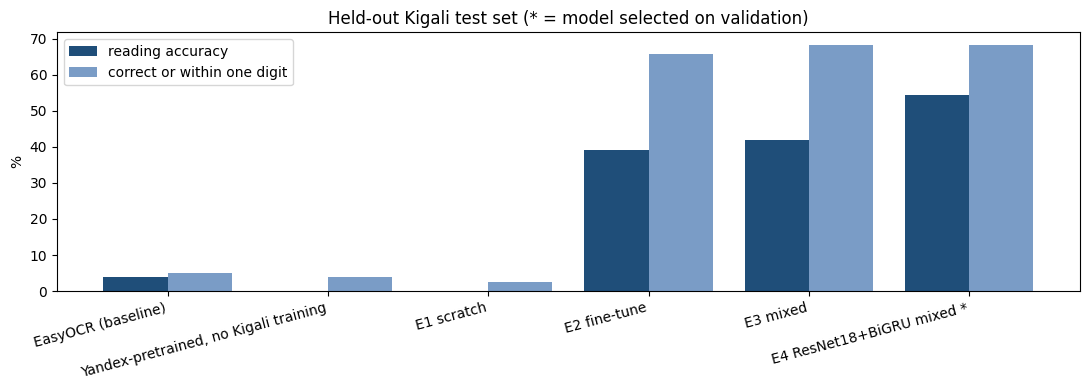 Held-out Kigali test set (* = model selected on validation)
reading accuracy
correct or within one digit
%
70
60
50
40
30
20
10
0
EasyOCR (baseline)
Yandex-pretrained, no Kigali training
E1 scratch
E2 fine-tune
E3 mixed
E4 ResNet18+BiGRU mixed *